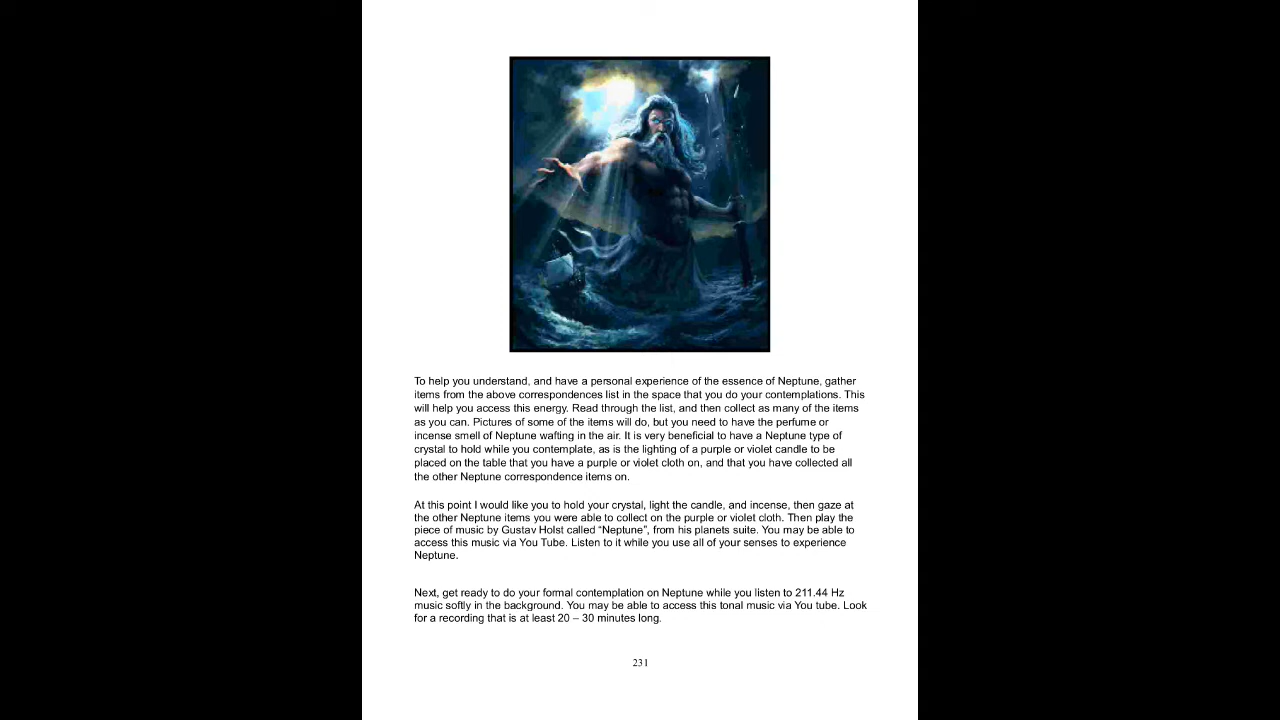 To help you understand, and have a personal experience of the essence of Neptune, gather
items from the above correspondences list in the space that you do your contemplations. This
will help you access this energy. Read through the list, and then collect as many of the items
as you can. Pictures of some of the items will do, but you need to have the perfume or
incense smell of Neptune wafting in the air. It is very beneficial to have a Neptune type of
crystal to hold while you contemplate, as is the lighting of a purple or violet candle to be
placed on the table that you have a purple or violet cloth on, and that you have collected all
the other Neptune correspondence items on.
At this point I would like you to hold your crystal, light the candle, and incense, then gaze at
the other Neptune items you were able to collect on the purple or violet cloth. Then play the
piece of music by Gustav Holst called “Neptune”, from his planets suite. You may be able to
access this music via You Tube. Listen to it while you use all of your senses to experience
Neptune.
Next, get ready to do your formal contemplation on Neptune while you listen to 211.44 Hz
music softly in the background. You may be able to access this tonal music via You tube. Look
for a recording that is at least 20 – 30 minutes long.
231